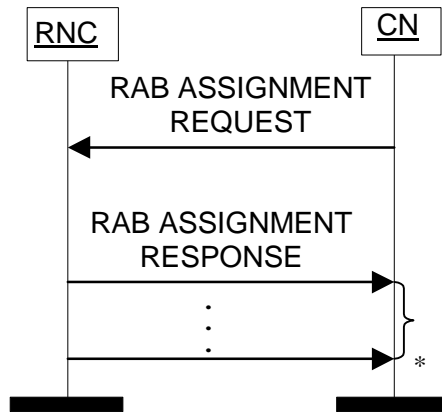 RNC
CN
RAB ASSIGNMENT
REQUEST
RAB ASSIGNMENT
RESPONSE
*